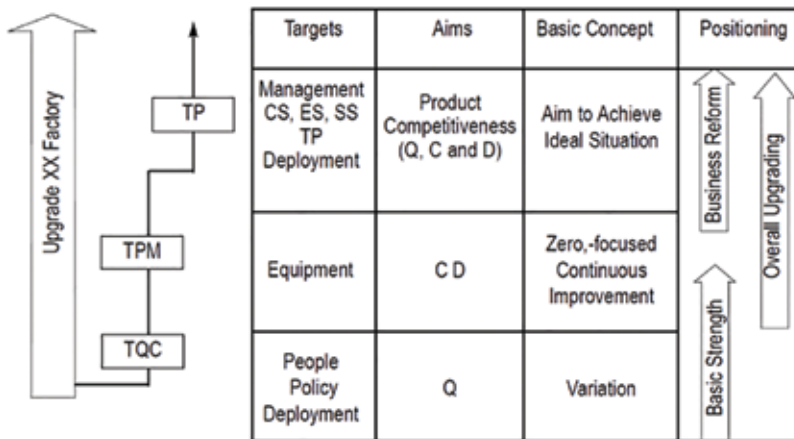 Upgrade XX Factory
TP
TPM
TQC
Targets
Aims
Basic Concept
Positioning
Management
CS, ES, SS
TP
Deployment
Product
Competitiveness
(Q, C and D)
Aim to Achieve
Ideal Situation
Equipment
C D
Zero,-focused
Continuous
Improvement
People
Policy
Deployment
Q
Variation
Business Reform
Basic Strength
Overall Upgrading